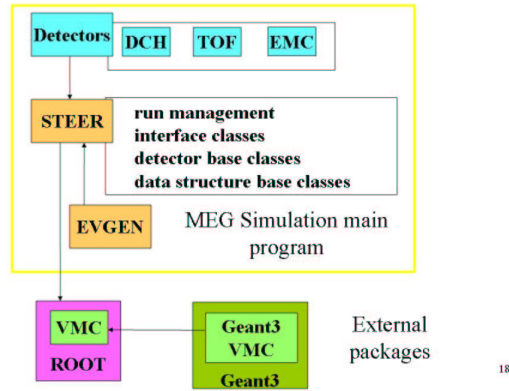 Detectors
DCH
TOF
EMC
STEER
run management
interface classes
detector base classes
data structure base classes
EVGEN
MEG Simulation main
program
VMC
ROOT
Geant3
VMC
Geant3
External
packages
18